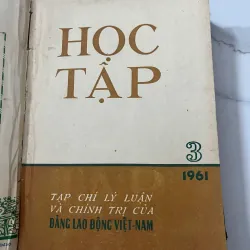 HỌC
TẬP
3
1961
TẠP CHÍ LÝ LUẬN
VÀ CHÍNH TRỊ CỦA
ĐẢNG LAO ĐỘNG VIỆT-NAM